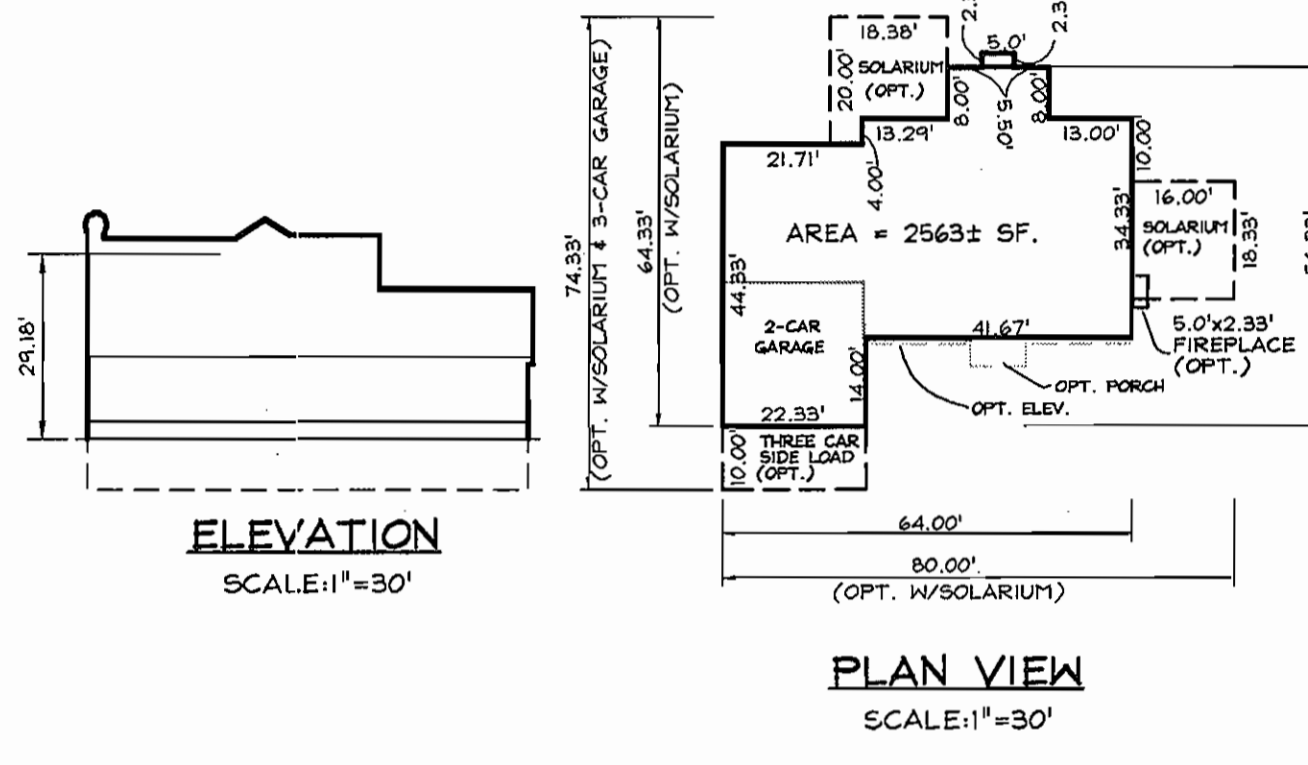 29.18'
ELEVATION
SCALE:1"=30'
74.33'
(OPT. W/SOLARIUM & 3-CAR GARAGE)
64.33'
(OPT. W/SOLARIUM)
18.38'
20.00'
SOLARIUM
(OPT.)
5.0'
8.00'
5.50'
8.00'
13.29'
13.00'
10.00'
21.71'
4.00'
34.33'
16.00'
SOLARIUM
(OPT.)
18.33'
AREA = 2563± SF.
44.33'
2-CAR
GARAGE
41.67'
14.00'
5.0'x2.33'
FIREPLACE
(OPT.)
OPT. PORCH
OPT. ELEV.
22.33'
10.00'
THREE CAR
SIDE LOAD
(OPT.)
64.00'
80.00'
(OPT. W/SOLARIUM)
PLAN VIEW
SCALE:1"=30'